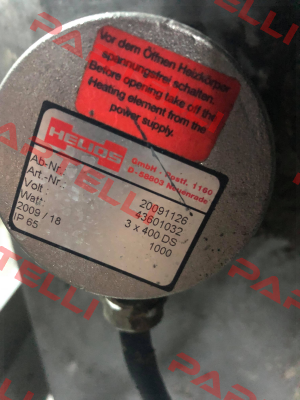 Vor dem Öffnen Heizkörper
spannungsfrei schalten.
Before opening take off the
Heating element from the
power supply.
HELIOS
GmbH - Postf. 1160
D-58803 Neuenrade
Ab-Nr. 20091126
Art.-Nr. 43601032
Volt 3 x 400 DS
Watt 1000
2009 / 18
IP 65